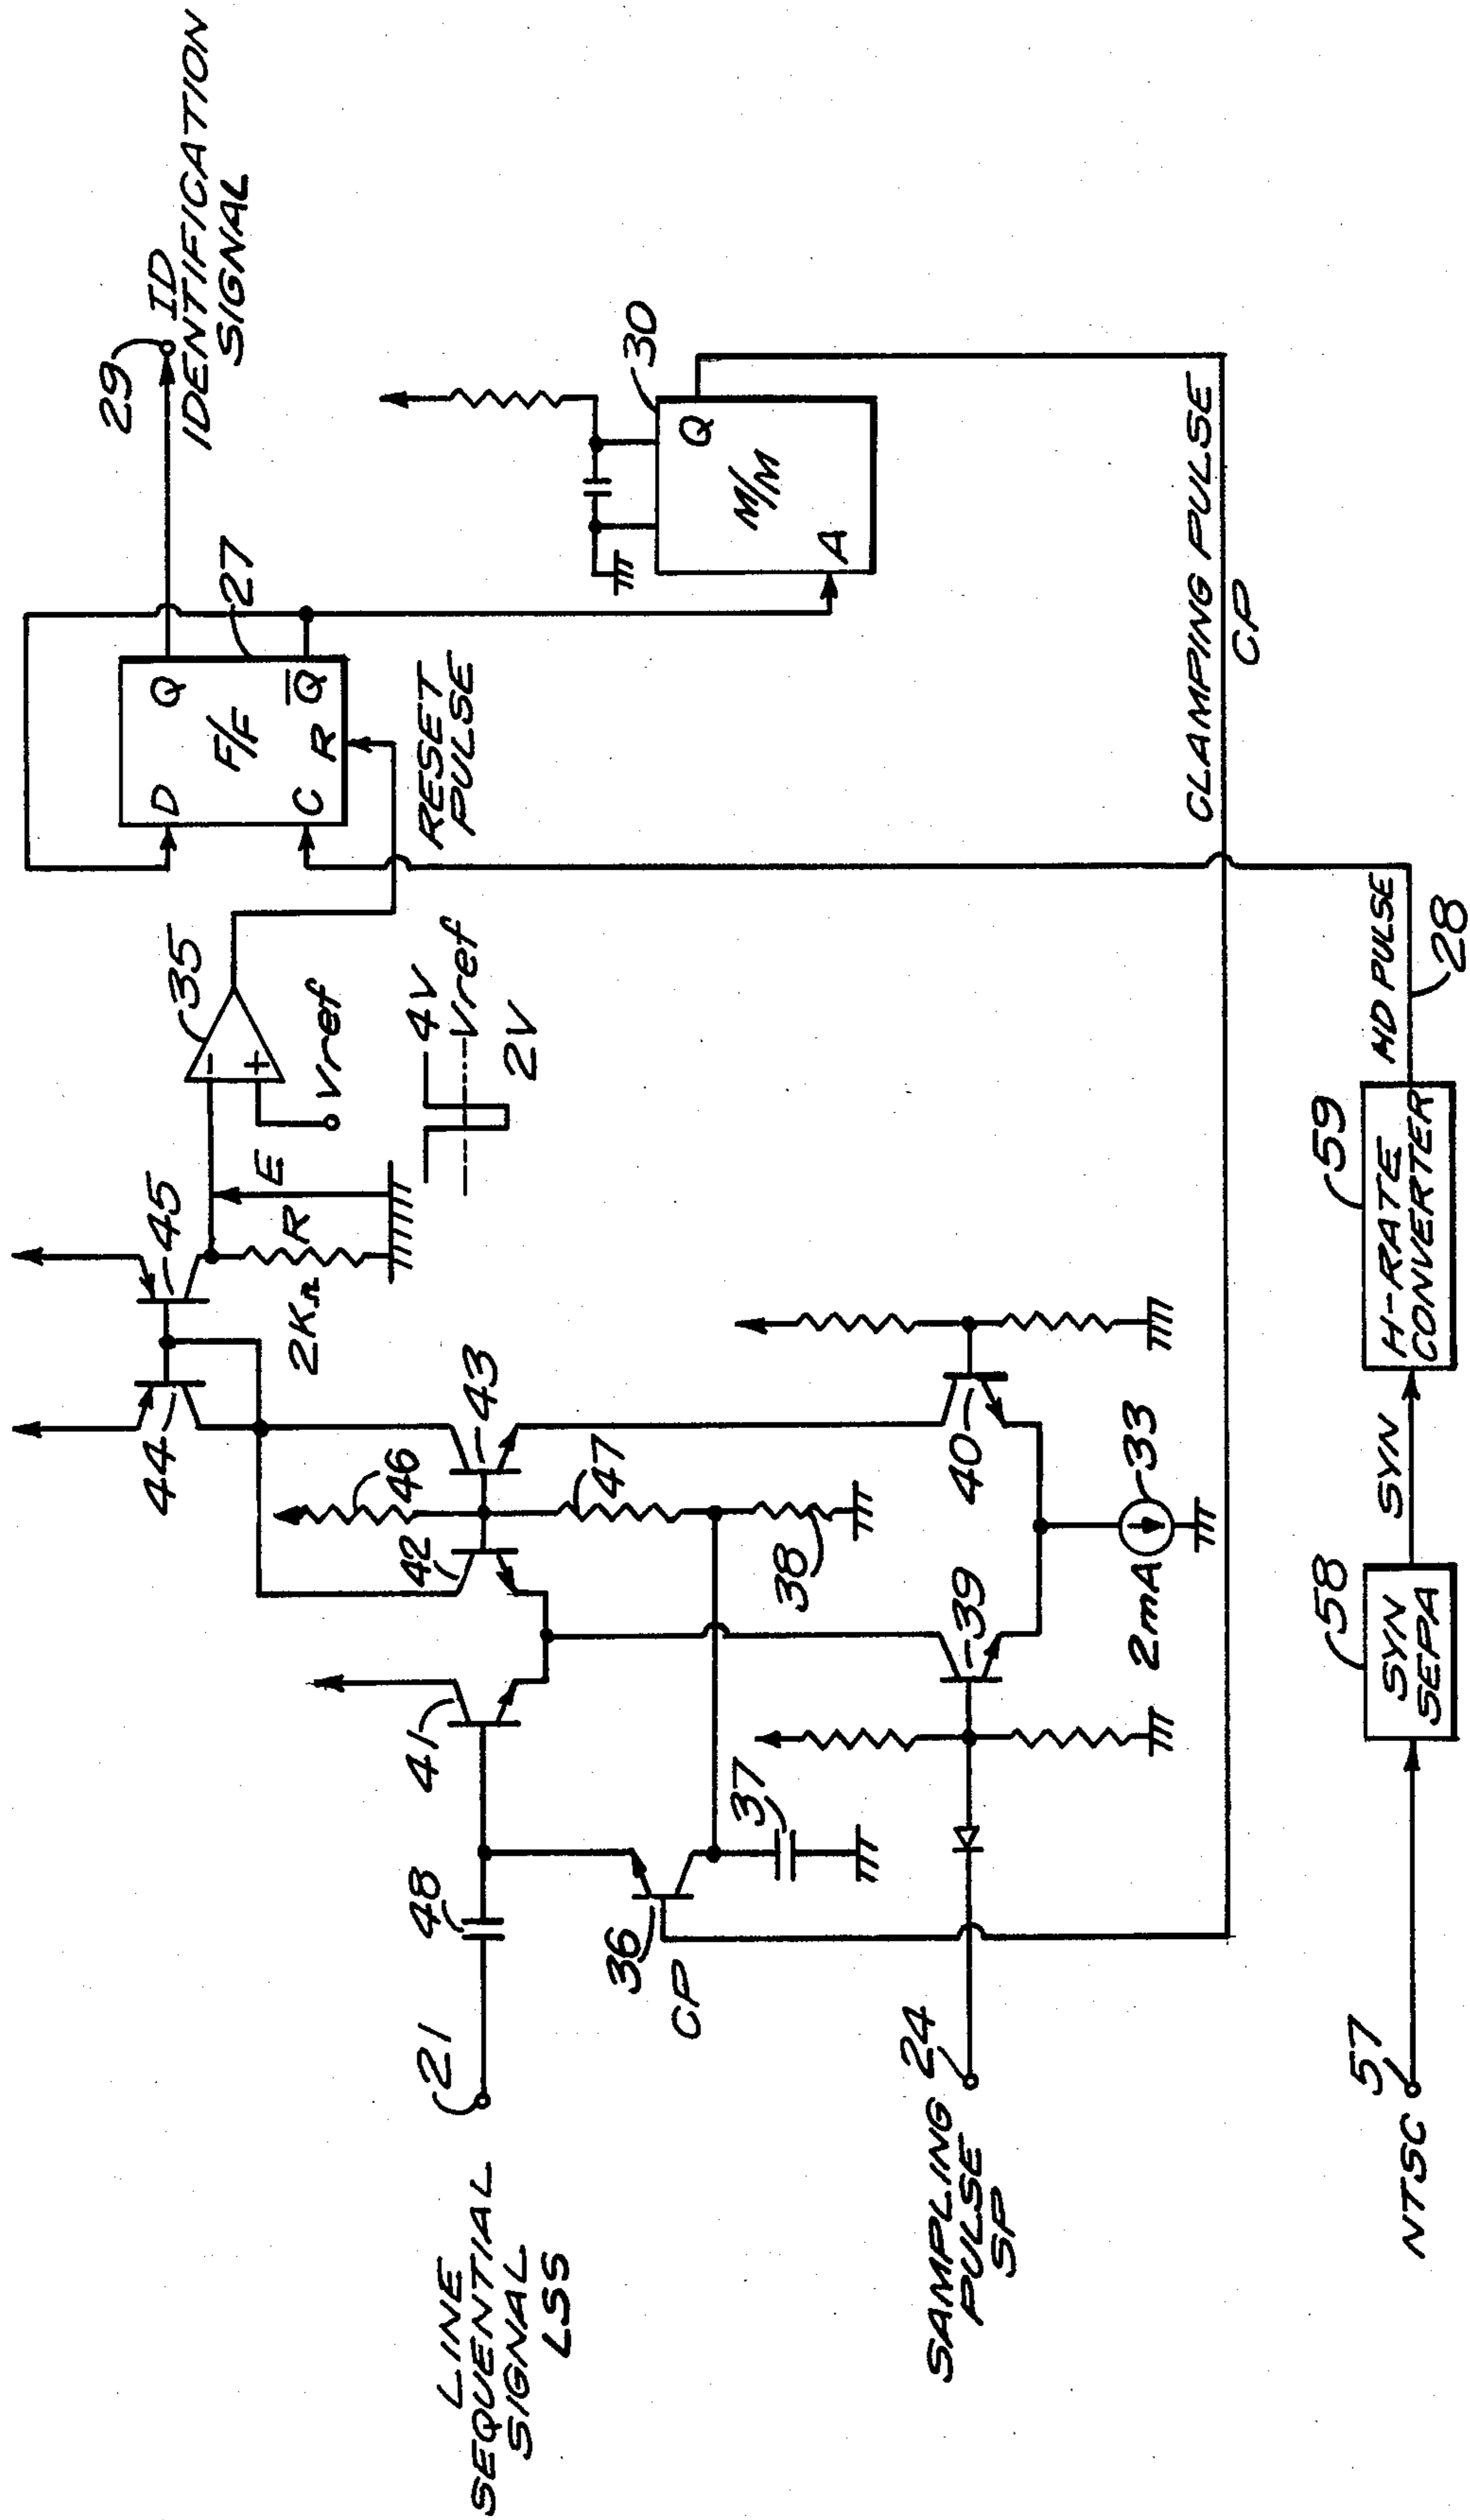 29
ID
IDENTIFICATION
SIGNAL
27
D
Q
F/F
C
R
Q̅
RESET
PULSE
30
Q
M/M
A
35
−
+
Vref
4V
Vref
2V
E
R
2KΩ
45
44
43
42
46
47
38
41
48
21
LINE
SEQUENTIAL
SIGNAL
LSS
36
CP
37
39
40
33
2mA
24
SAMPLING
PULSE
SP
CLAMPING PULSE
CP
NTSC
57
58
SYN
SEPA
SYN
59
H-RATE
CONVERTER
HD PULSE
28